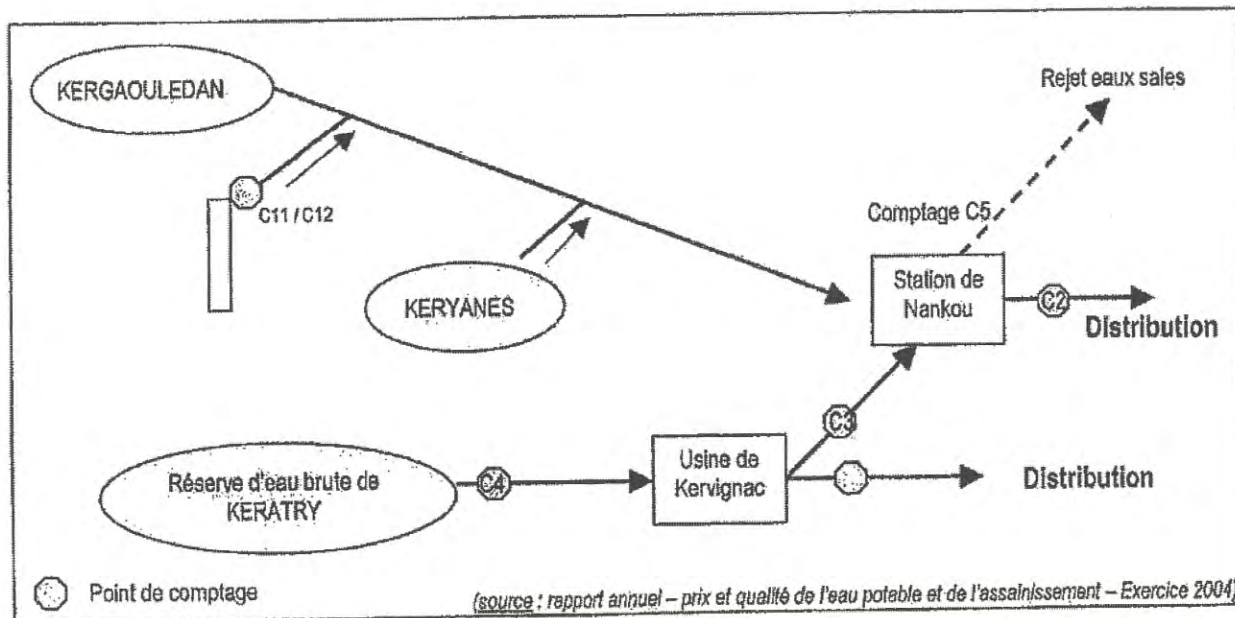 KERGAOULEDAN
Rejet eaux sales
C11 / C12
Comptage C5
KERYANES
Station de
Nankou
C2
Distribution
C3
Réserve d'eau brute de
KERATRY
C4
Usine de
Kervignac
Distribution
Point de comptage
(source : rapport annuel – prix et qualité de l'eau potable et de l'assainissement – Exercice 2004)